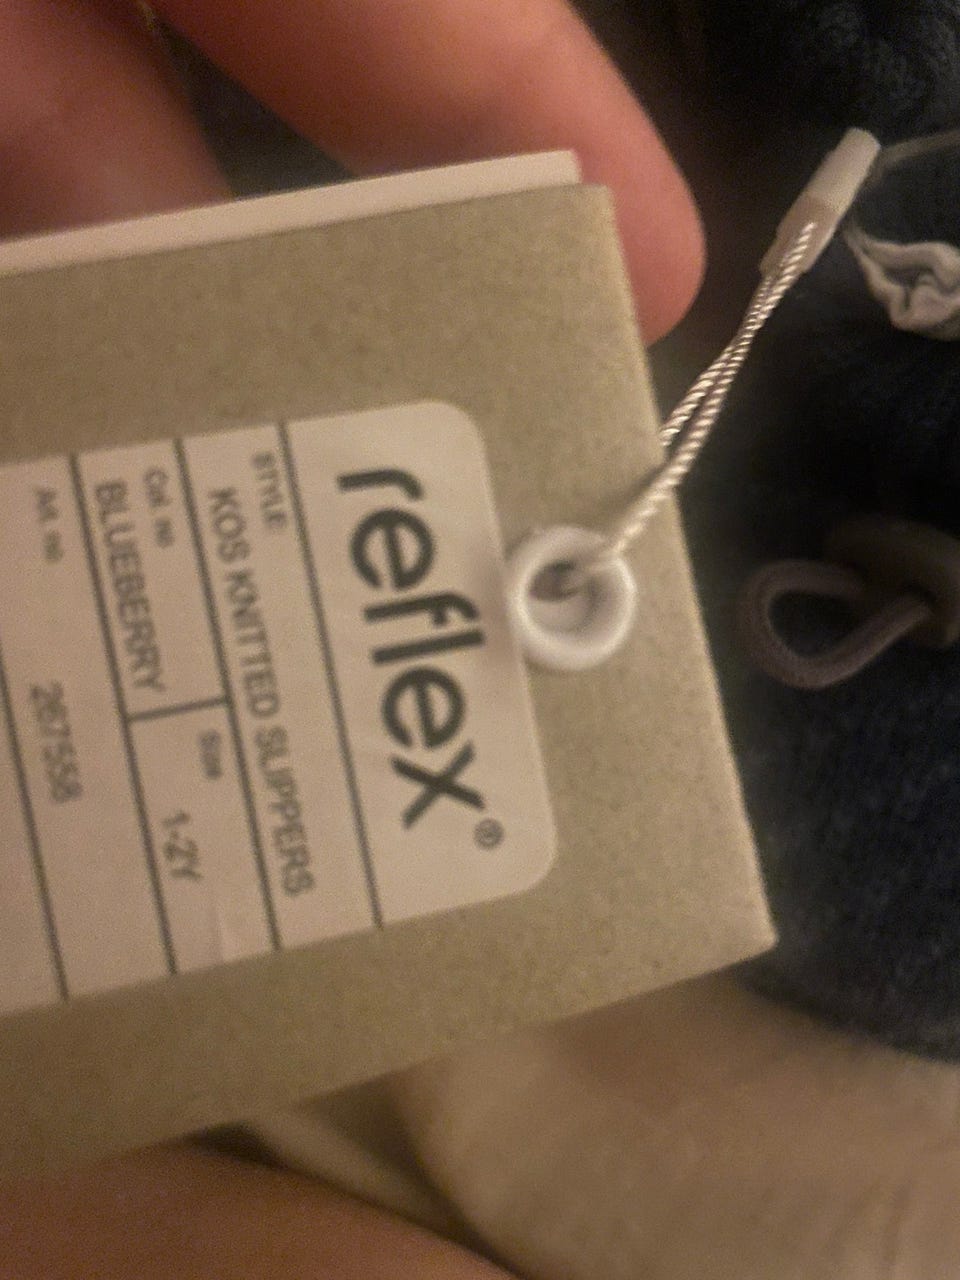 reflex®
STYLE:
KOS KNITTED SLIPPERS
Col. no
BLUEBERRY
Size
1-2Y
Art. no
267558